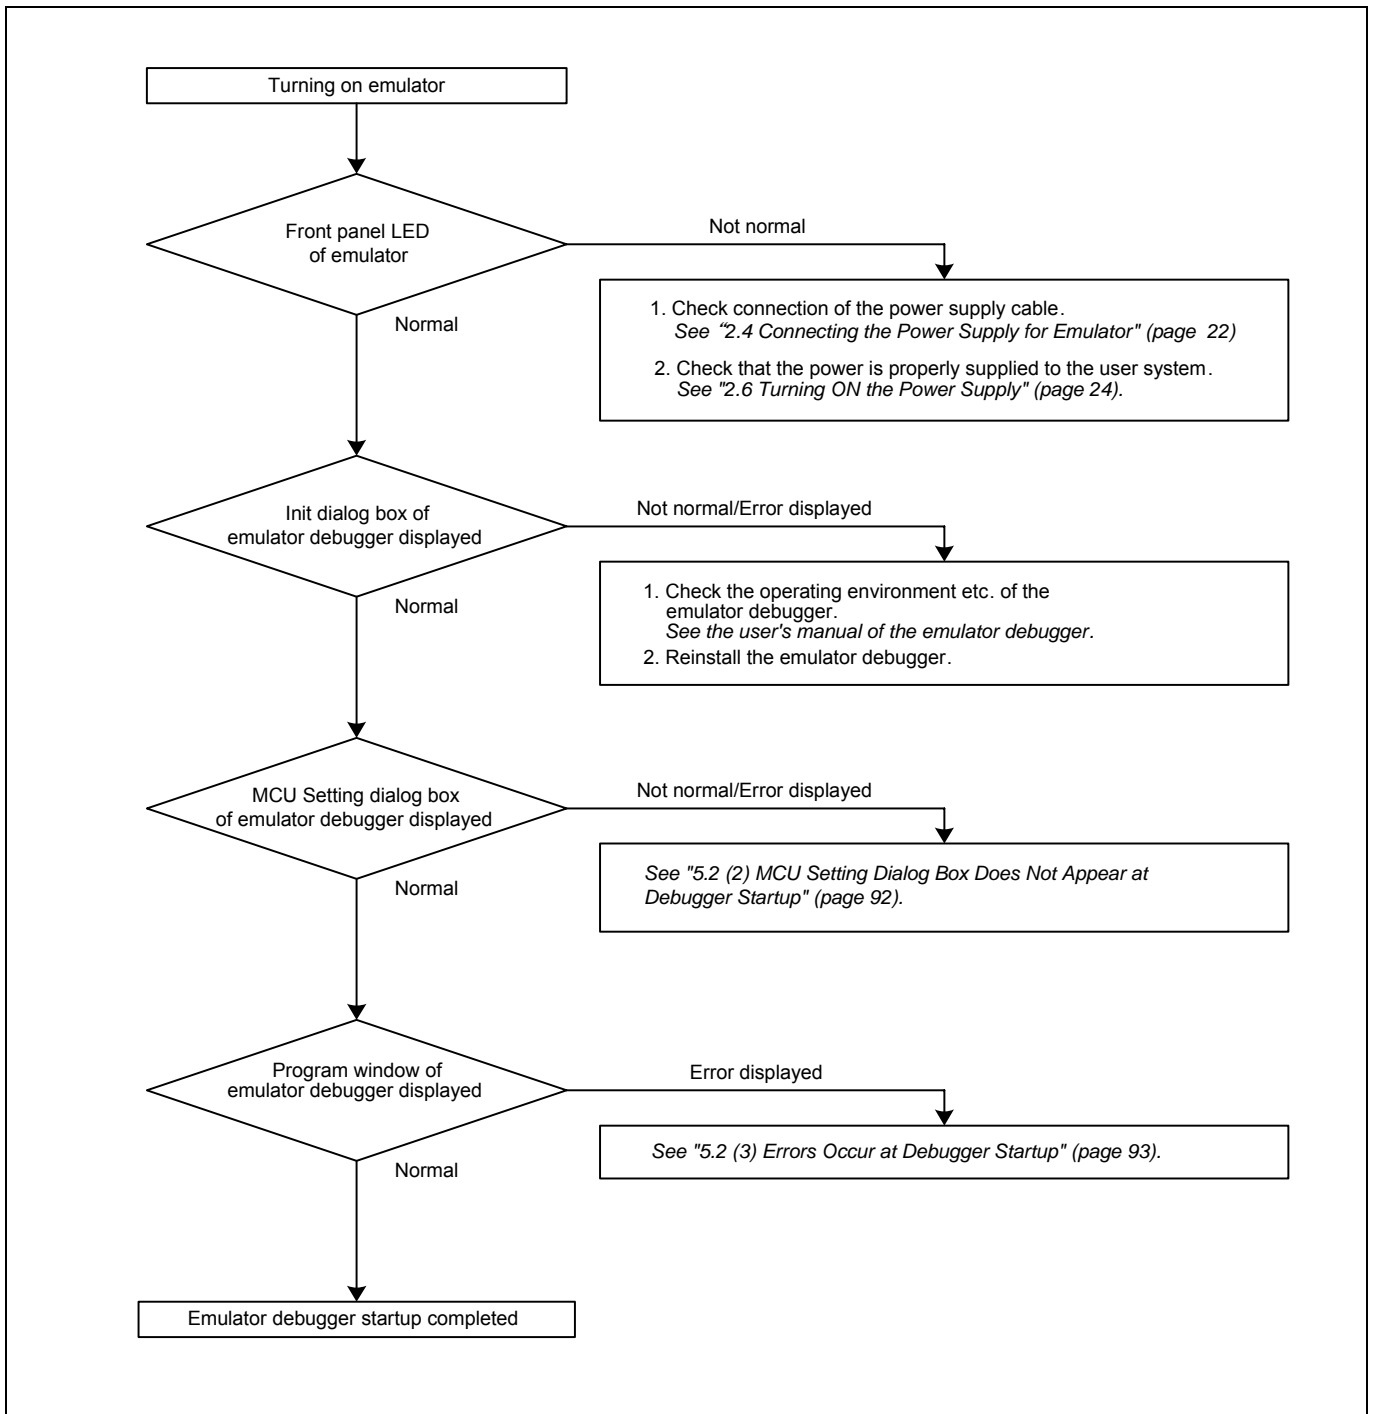 Turning on emulator
Front panel LED
of emulator
Not normal
Normal
1. Check connection of the power supply cable.
See “2.4 Connecting the Power Supply for Emulator" (page 22)
2. Check that the power is properly supplied to the user system.
See "2.6 Turning ON the Power Supply" (page 24).
Init dialog box of
emulator debugger displayed
Not normal/Error displayed
Normal
1. Check the operating environment etc. of the
emulator debugger.
See the user's manual of the emulator debugger.
2. Reinstall the emulator debugger.
MCU Setting dialog box
of emulator debugger displayed
Not normal/Error displayed
Normal
See "5.2 (2) MCU Setting Dialog Box Does Not Appear at
Debugger Startup" (page 92).
Program window of
emulator debugger displayed
Error displayed
Normal
See "5.2 (3) Errors Occur at Debugger Startup" (page 93).
Emulator debugger startup completed